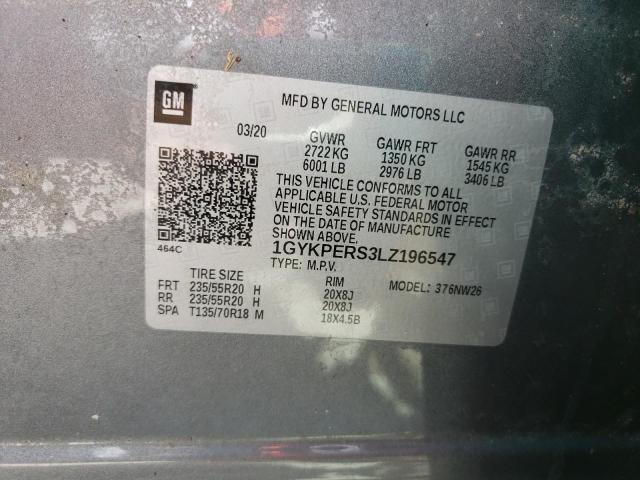 GM
MFD BY GENERAL MOTORS LLC
03/20 GVWR GAWR FRT GAWR RR
2722 KG 1350 KG 1545 KG
6001 LB 2976 LB 3406 LB
THIS VEHICLE CONFORMS TO ALL
APPLICABLE U.S. FEDERAL MOTOR
VEHICLE SAFETY STANDARDS IN EFFECT
ON THE DATE OF MANUFACTURE
SHOWN ABOVE.
464C
1GYKPERS3LZ196547
TYPE: M.P.V. MODEL: 376NW26
TIRE SIZE RIM
FRT 235/55R20 H 20X8J
RR 235/55R20 H 20X8J
SPA T135/70R18 M 18X4.5B